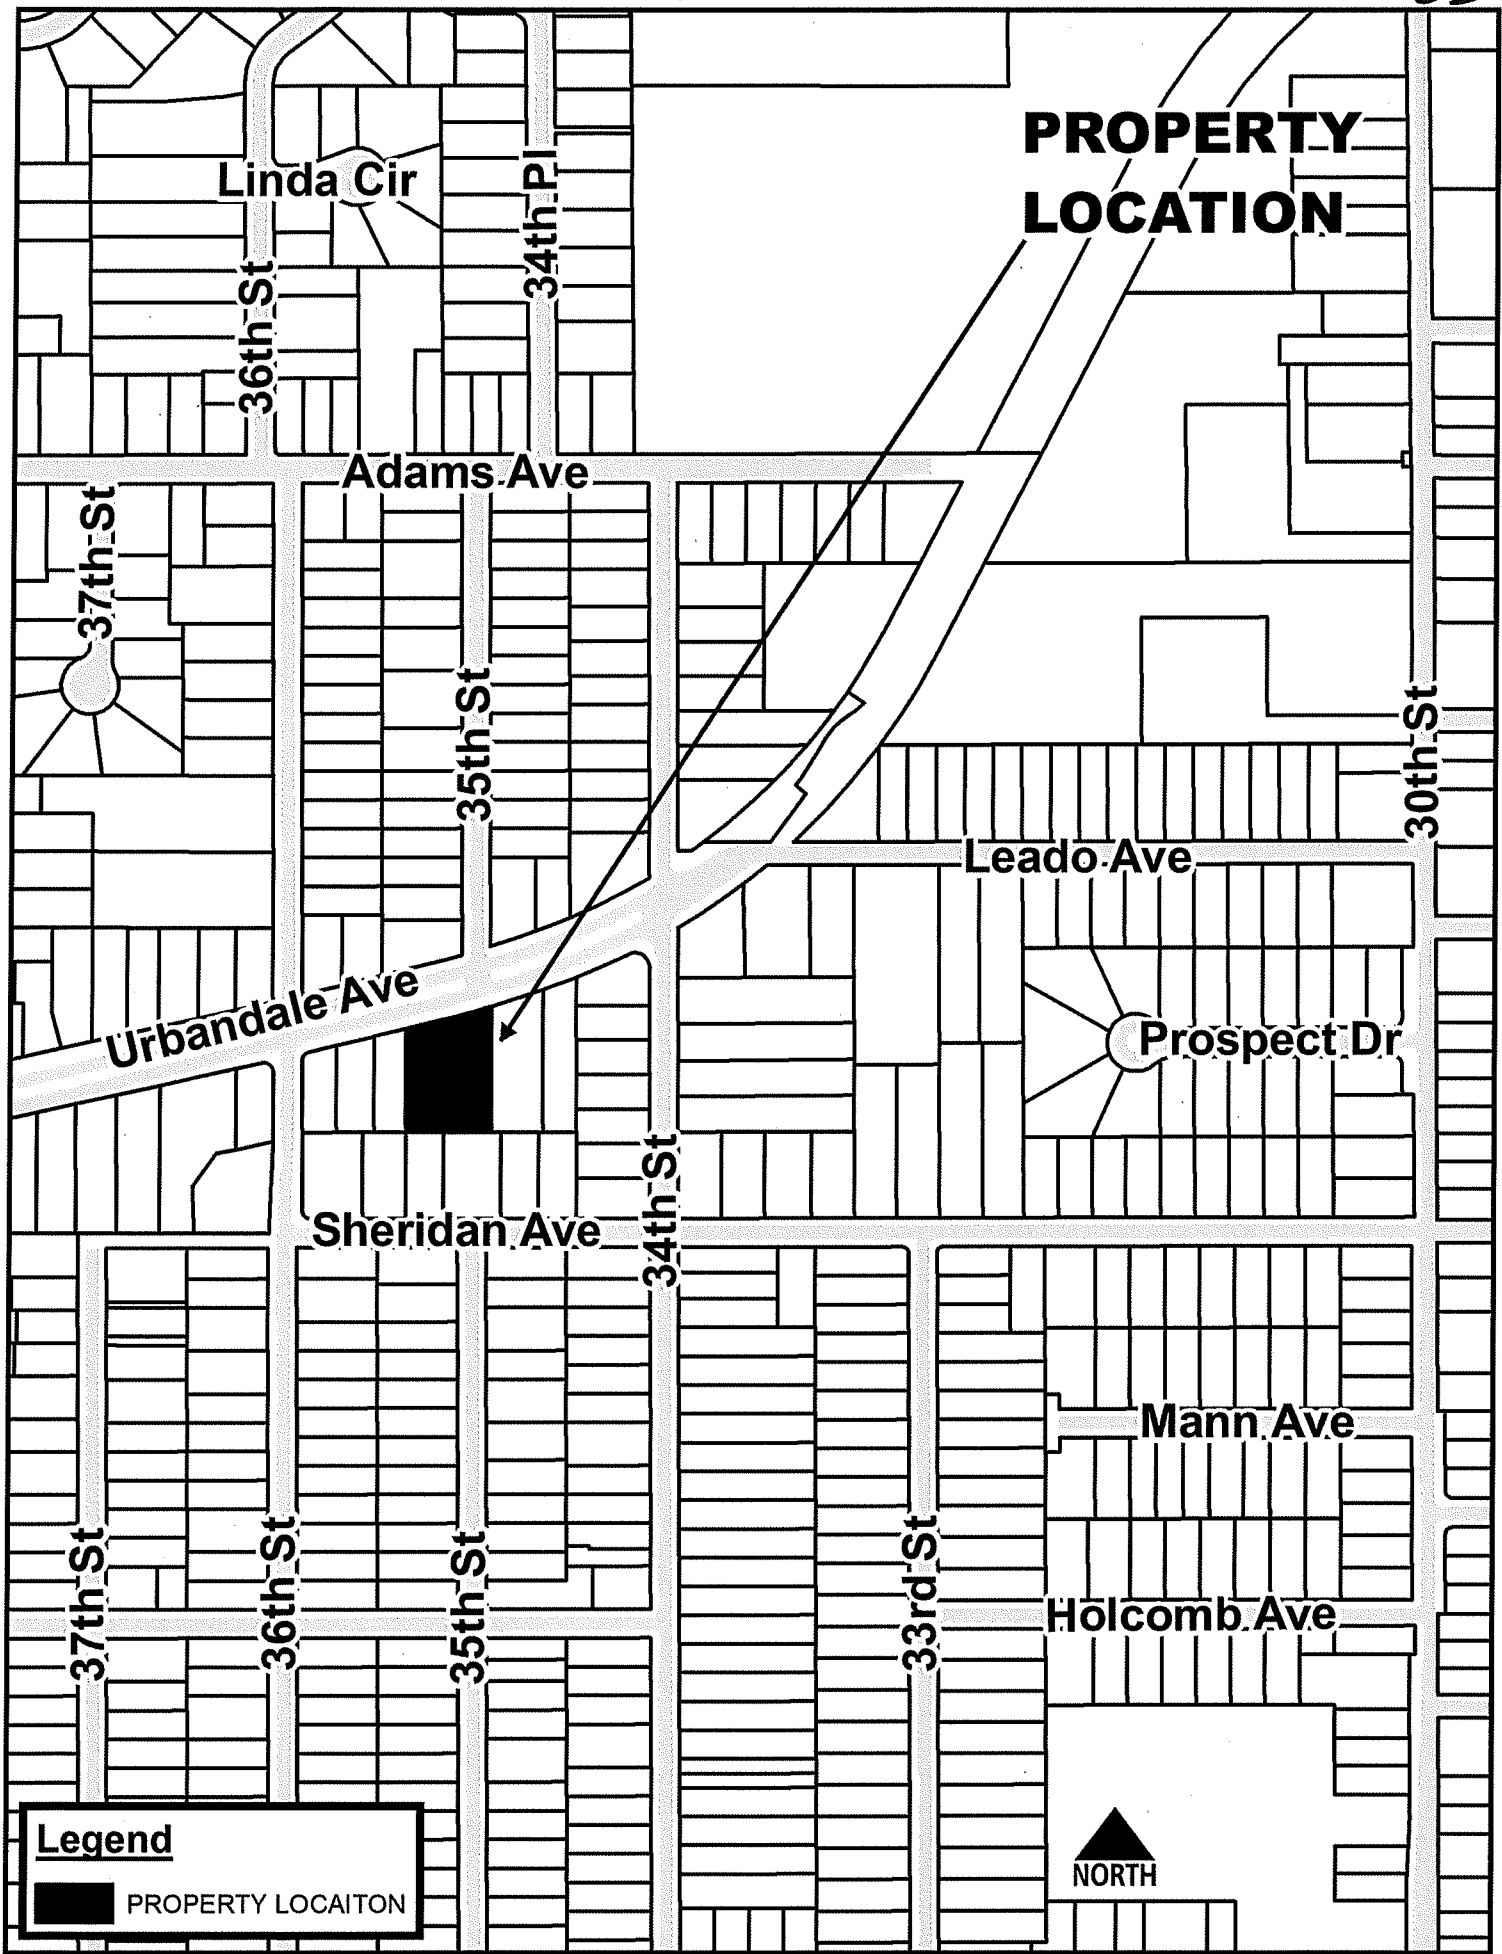 PROPERTY
LOCATION
Linda Cir
34th Pl
36th St
Adams Ave
37th St
35th St
30th St
Leado Ave
Urbandale Ave
Prospect Dr
34th St
Sheridan Ave
Mann Ave
37th St
36th St
35th St
33rd St
Holcomb Ave
Legend
PROPERTY LOCAITON
NORTH